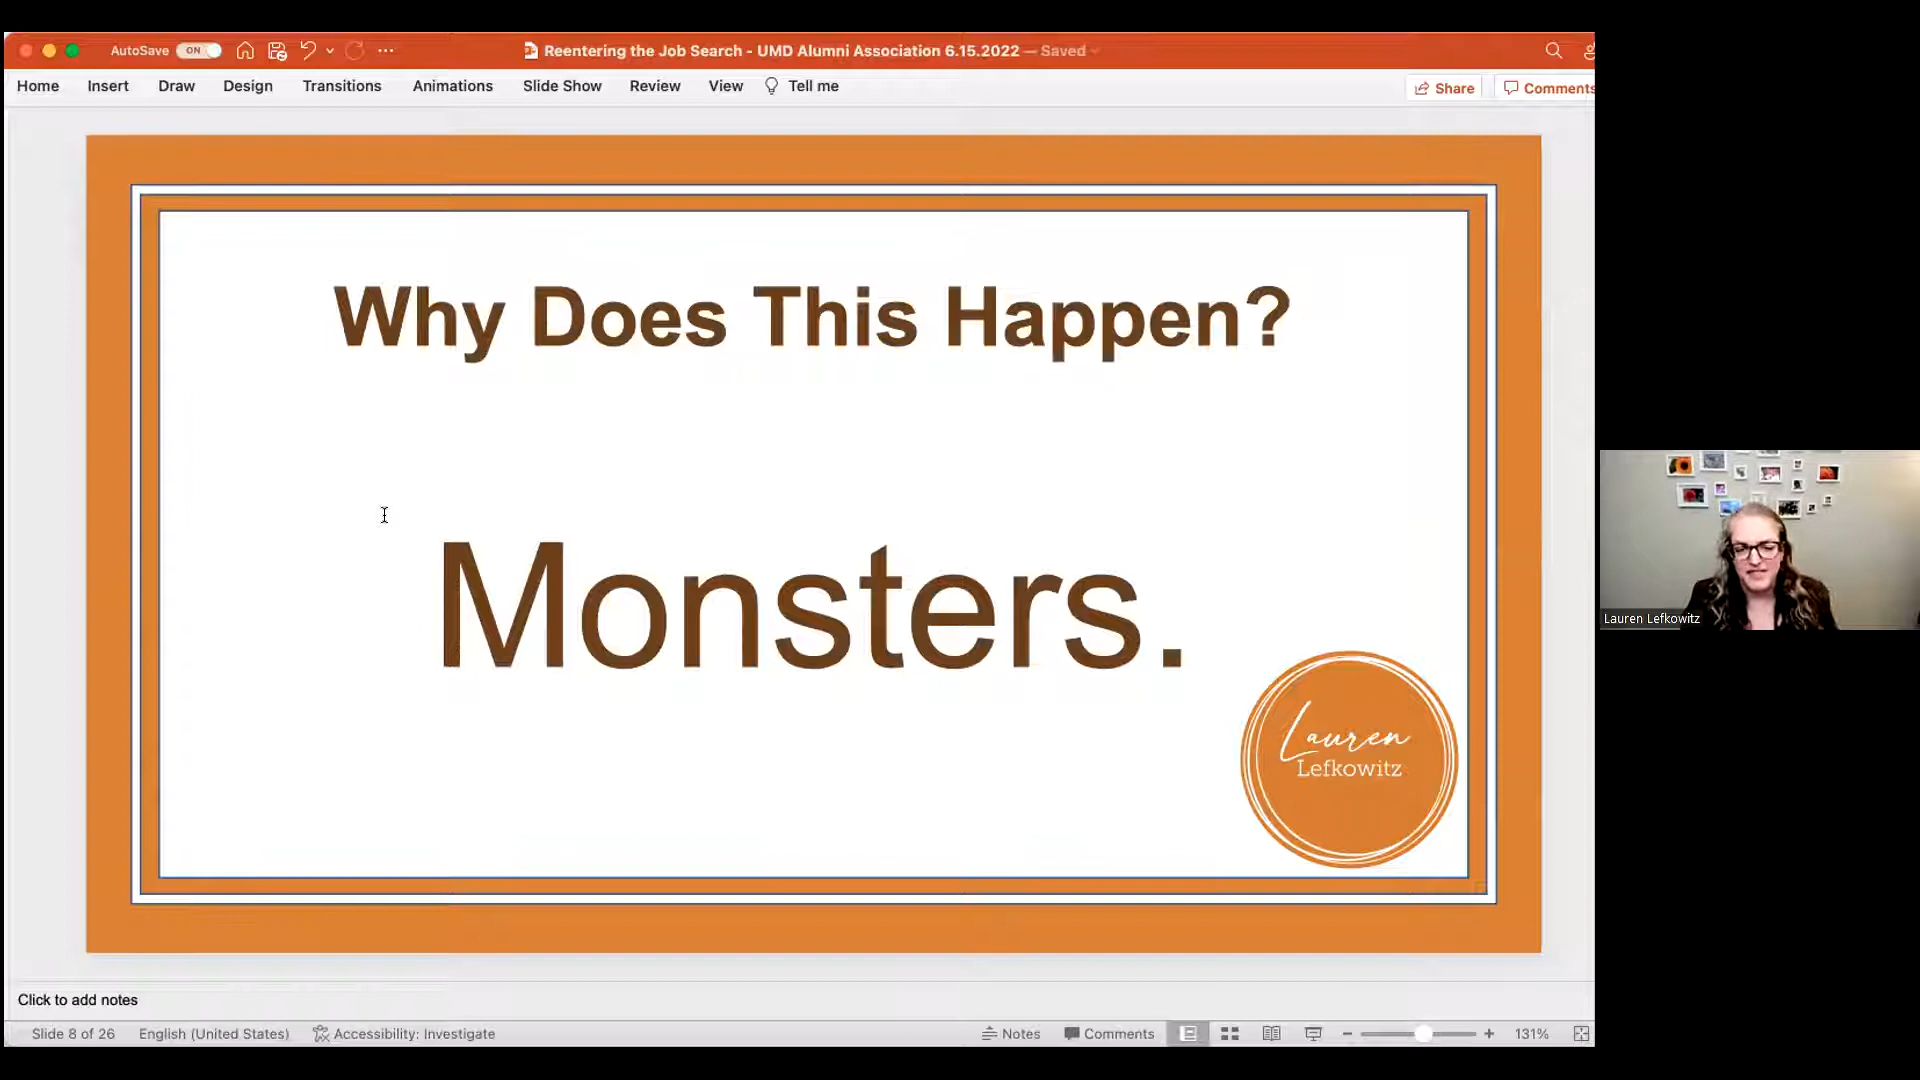 AutoSave ON
Reentering the Job Search - UMD Alumni Association 6.15.2022 — Saved
Home Insert Draw Design Transitions Animations Slide Show Review View Tell me
Share Comments
Why Does This Happen?
Monsters.
Lauren
Lefkowitz
Lauren Lefkowitz
Click to add notes
Slide 8 of 26 English (United States) Accessibility: Investigate Notes Comments 131%